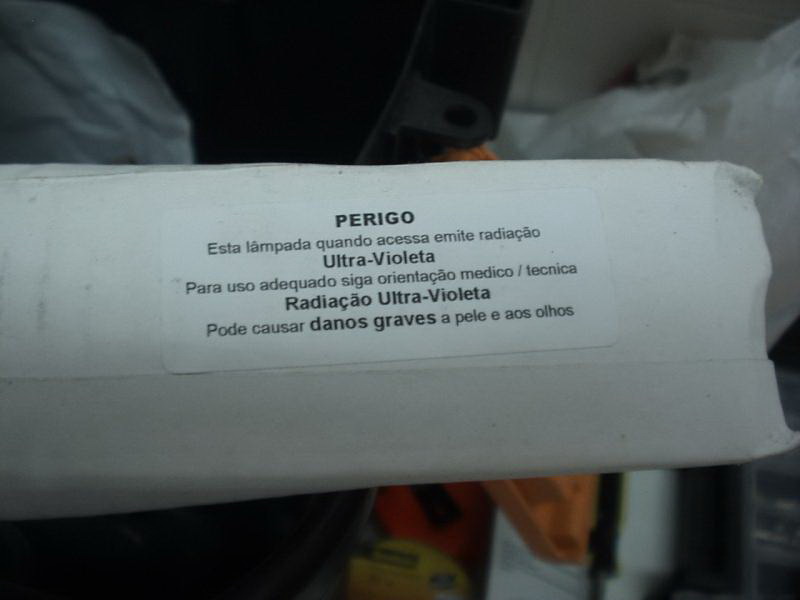 PERIGO
Esta lâmpada quando acessa emite radiação
Ultra-Violeta
Para uso adequado siga orientação medico / tecnica
Radiação Ultra-Violeta
Pode causar danos graves a pele e aos olhos